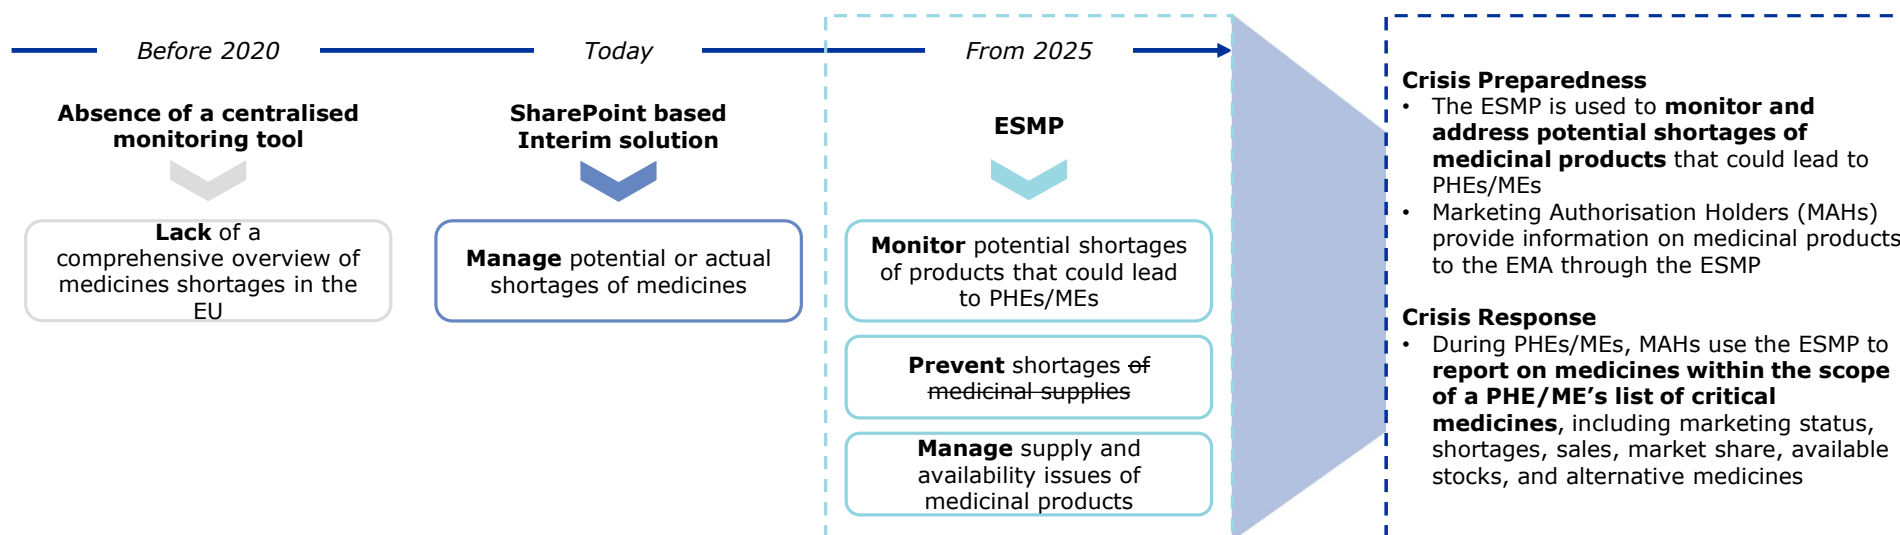 Before 2020
Today
From 2025
Absence of a centralised
monitoring tool
Lack of a
comprehensive overview of
medicines shortages in the
EU
SharePoint based
Interim solution
Manage potential or actual
shortages of medicines
ESMP
Monitor potential shortages
of products that could lead
to PHEs/MEs
Prevent shortages of
medicinal supplies
Manage supply and
availability issues of
medicinal products
Crisis Preparedness
• The ESMP is used to monitor and
address potential shortages of
medicinal products that could lead to
PHEs/MEs
• Marketing Authorisation Holders (MAHs)
provide information on medicinal products
to the EMA through the ESMP
Crisis Response
• During PHEs/MEs, MAHs use the ESMP to
report on medicines within the scope
of a PHE/ME’s list of critical
medicines, including marketing status,
shortages, sales, market share, available
stocks, and alternative medicines